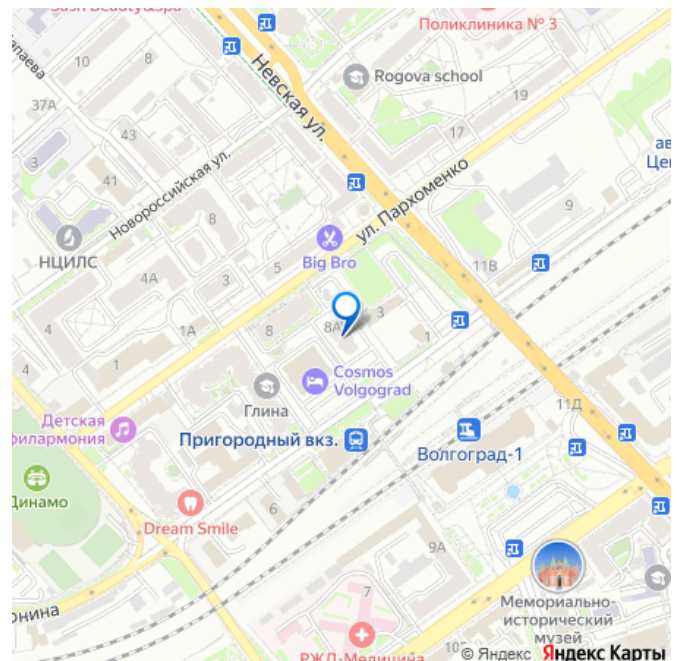 Sash Beauty&Spa
Поликлиника № 3
Невская ул.
10
8
Rogova school
37А
43
19
17
3
41
Новороссийская ул.
ул. Пархоменко
9
8
НЦИЛС
Big Bro
11В
4А
3
5
4
1А
8
8А
3
1
1
Cosmos
Volgograd
Глина
Детская
филармония
Пригородный вкз.
Волгоград-1
11Д
Динамо
Dream Smile
6
9А
7
Мемориально-
исторический
музей
РЖД-Медицина
© Яндекс Яндекс Карты